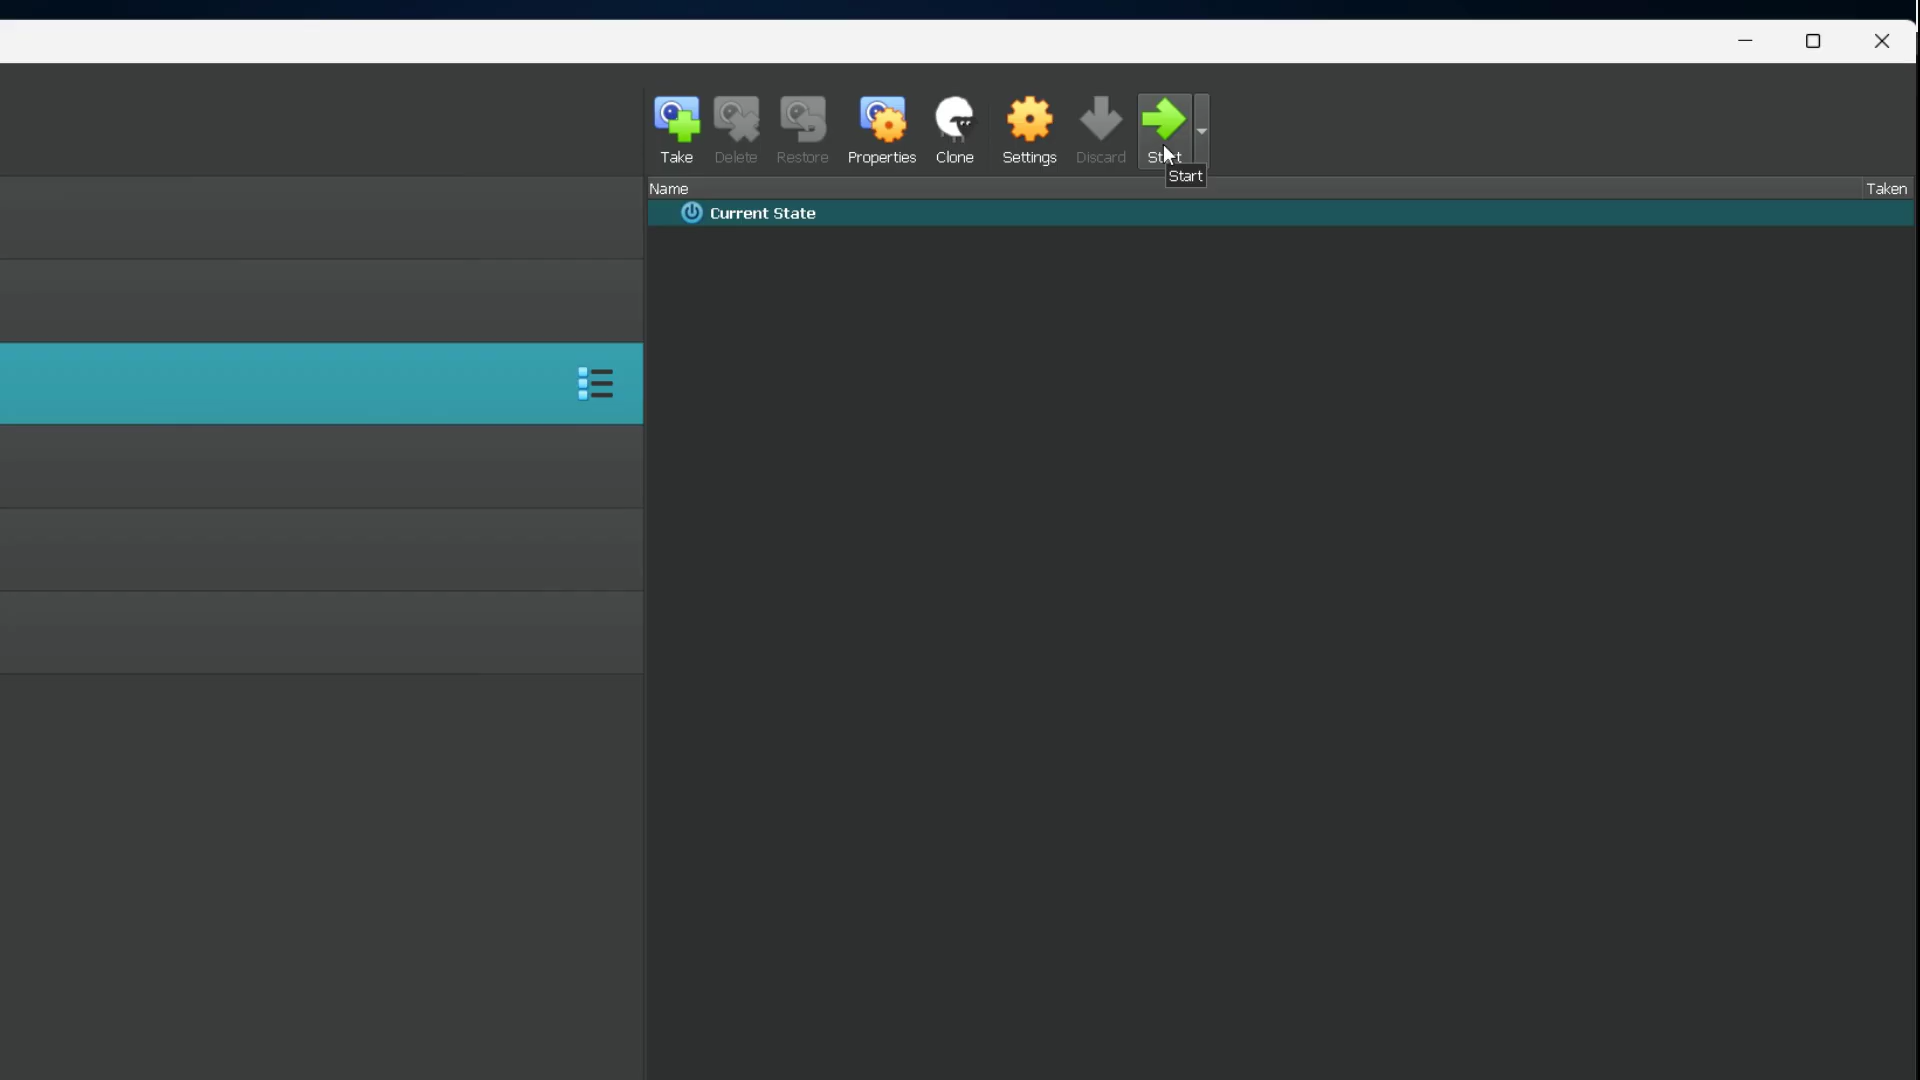 Take Delete Restore Properties Clone Settings Discard Start
Start
Name Taken
Current State